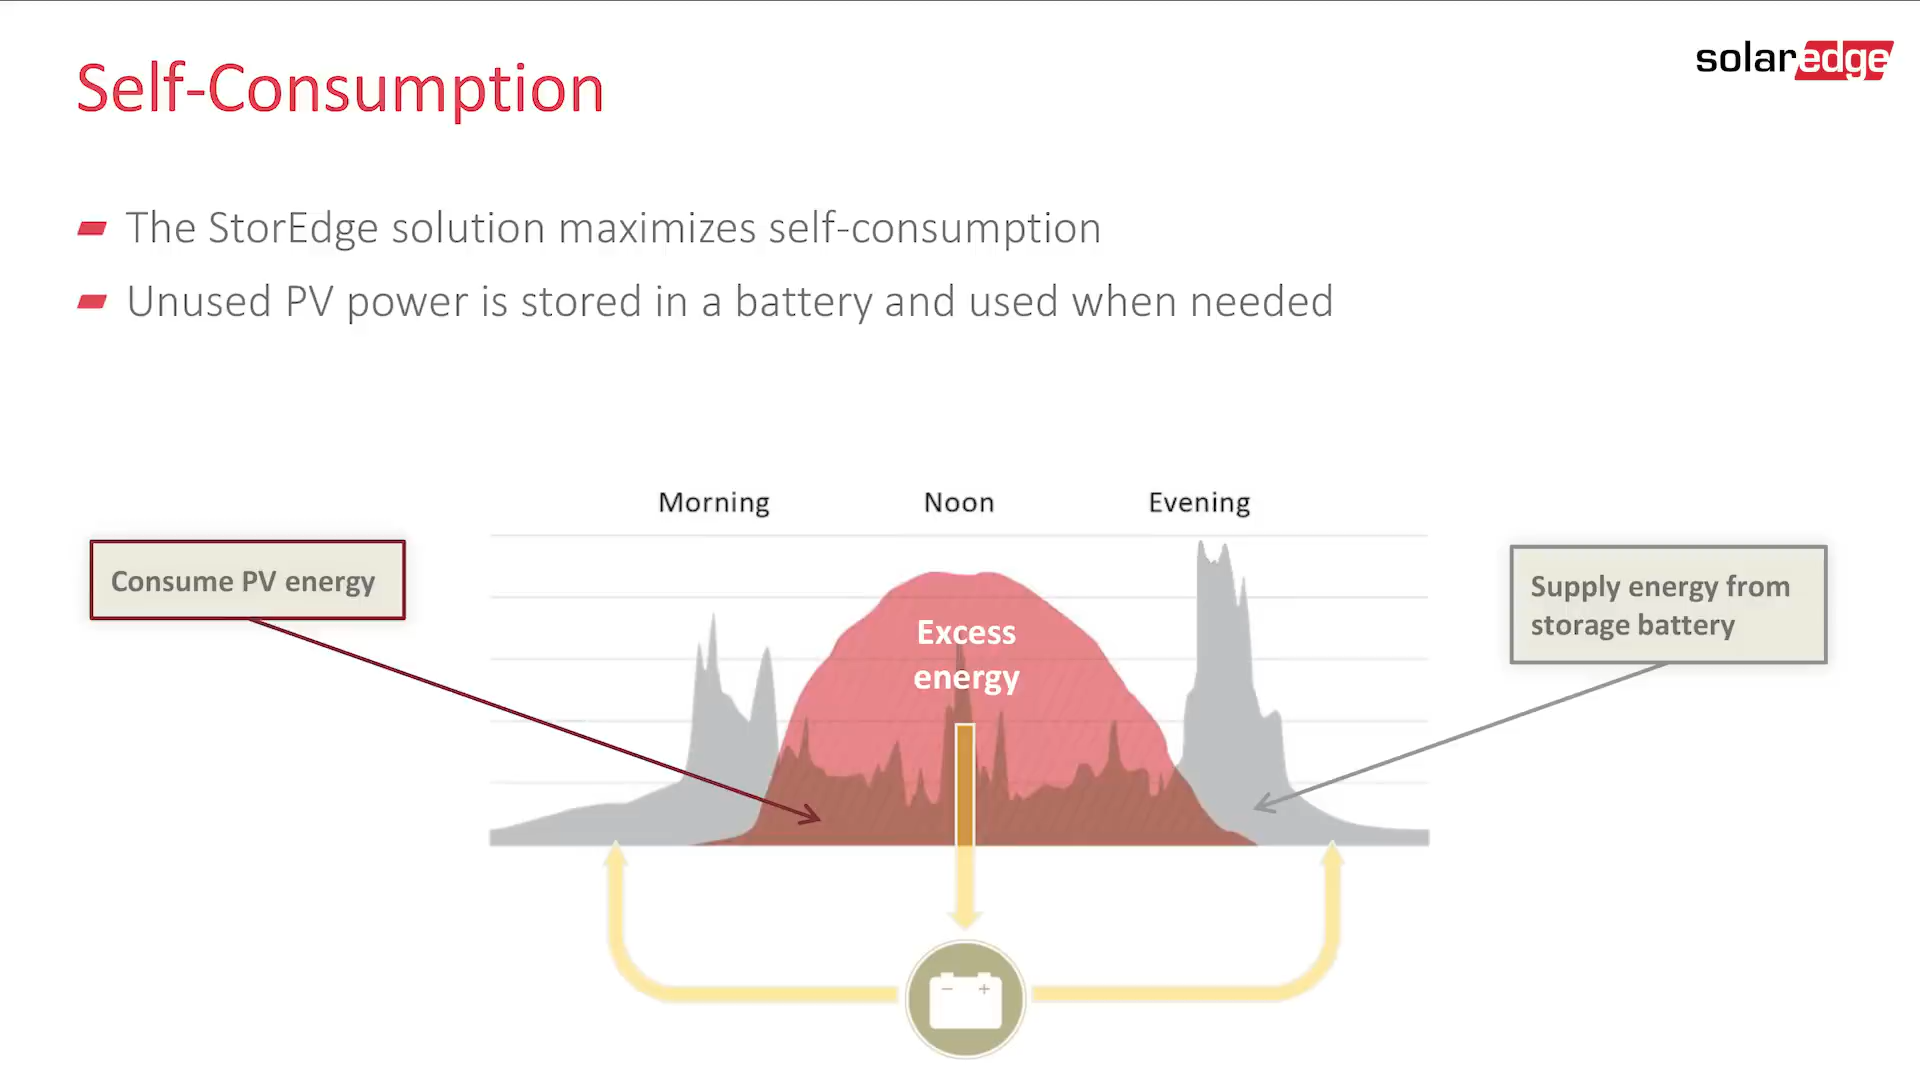 Self-Consumption
solaredge
The StorEdge solution maximizes self-consumption
Unused PV power is stored in a battery and used when needed
Morning Noon Evening
Consume PV energy
Excess
energy
Supply energy from
storage battery
- +